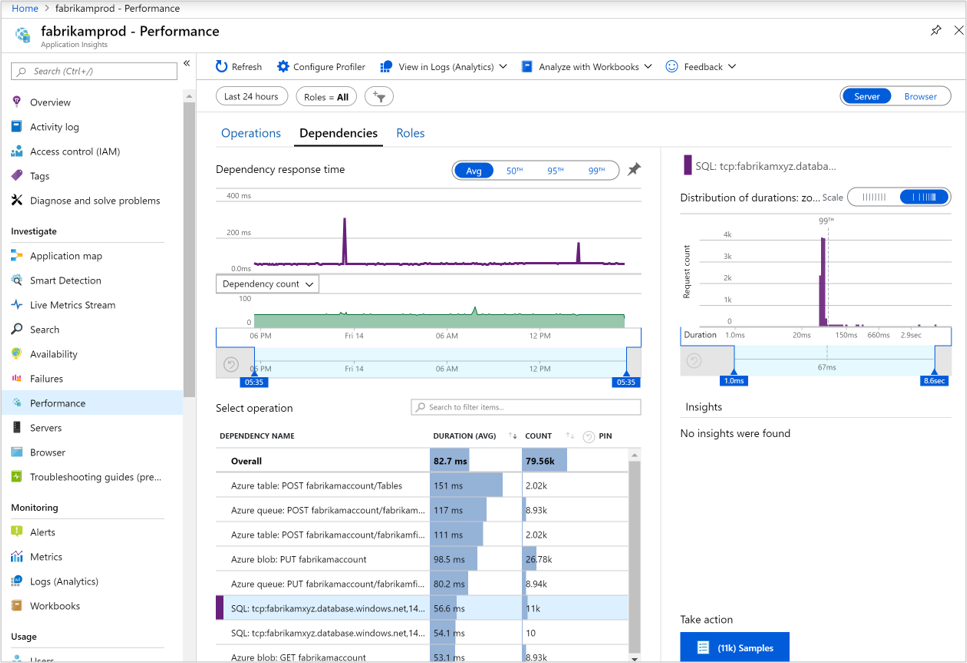 Home > fabrikamprod - Performance
fabrikamprod - Performance
Application Insights
Search (Ctrl+/)
«
Overview
Activity log
Access control (IAM)
Tags
Diagnose and solve problems
Investigate
Application map
Smart Detection
Live Metrics Stream
Search
Availability
Failures
Performance
Servers
Browser
Troubleshooting guides (pre...
Monitoring
Alerts
Metrics
Logs (Analytics)
Workbooks
Usage
Users
Refresh Configure Profiler View in Logs (Analytics) Analyze with Workbooks Feedback
Last 24 hours Roles = All Server Browser
Operations Dependencies Roles
Dependency response time Avg 50TH 95TH 99TH
400 ms
200 ms
0.0ms
Dependency count
100
0
06 PM Fri 14 06 AM 12 PM
06 PM Fri 14 06 AM 12 PM
05:35 05:35
Select operation Search to filter items...
DEPENDENCY NAME DURATION (AVG) COUNT PIN
Overall 82.7 ms 79.56k
Azure table: POST fabrikamaccount/Tables 151 ms 2.02k
Azure queue: POST fabrikamaccount/fabrikam... 117 ms 8.93k
Azure table: POST fabrikamaccount/fabrikamfi... 111 ms 2.02k
Azure blob: PUT fabrikamaccount 98.5 ms 26.78k
Azure queue: PUT fabrikamaccount/fabrikamfi... 80.2 ms 8.94k
SQL: tcp:fabrikamxyz.database.windows.net,14... 56.6 ms 11k
SQL: tcp:fabrikamxyz.database.windows.net,14... 54.1 ms 10
Azure blob: GET fabrikamaccount 53.1 ms 8.93k
SQL: tcp:fabrikamxyz.databa...
Distribution of durations: zo... Scale
99TH
Request count
4k
3k
2k
1k
0
Duration 1.0ms 20ms 150ms 660ms 2.9sec
67ms
1.0ms 8.6sec
Insights
No insights were found
Take action
(11k) Samples